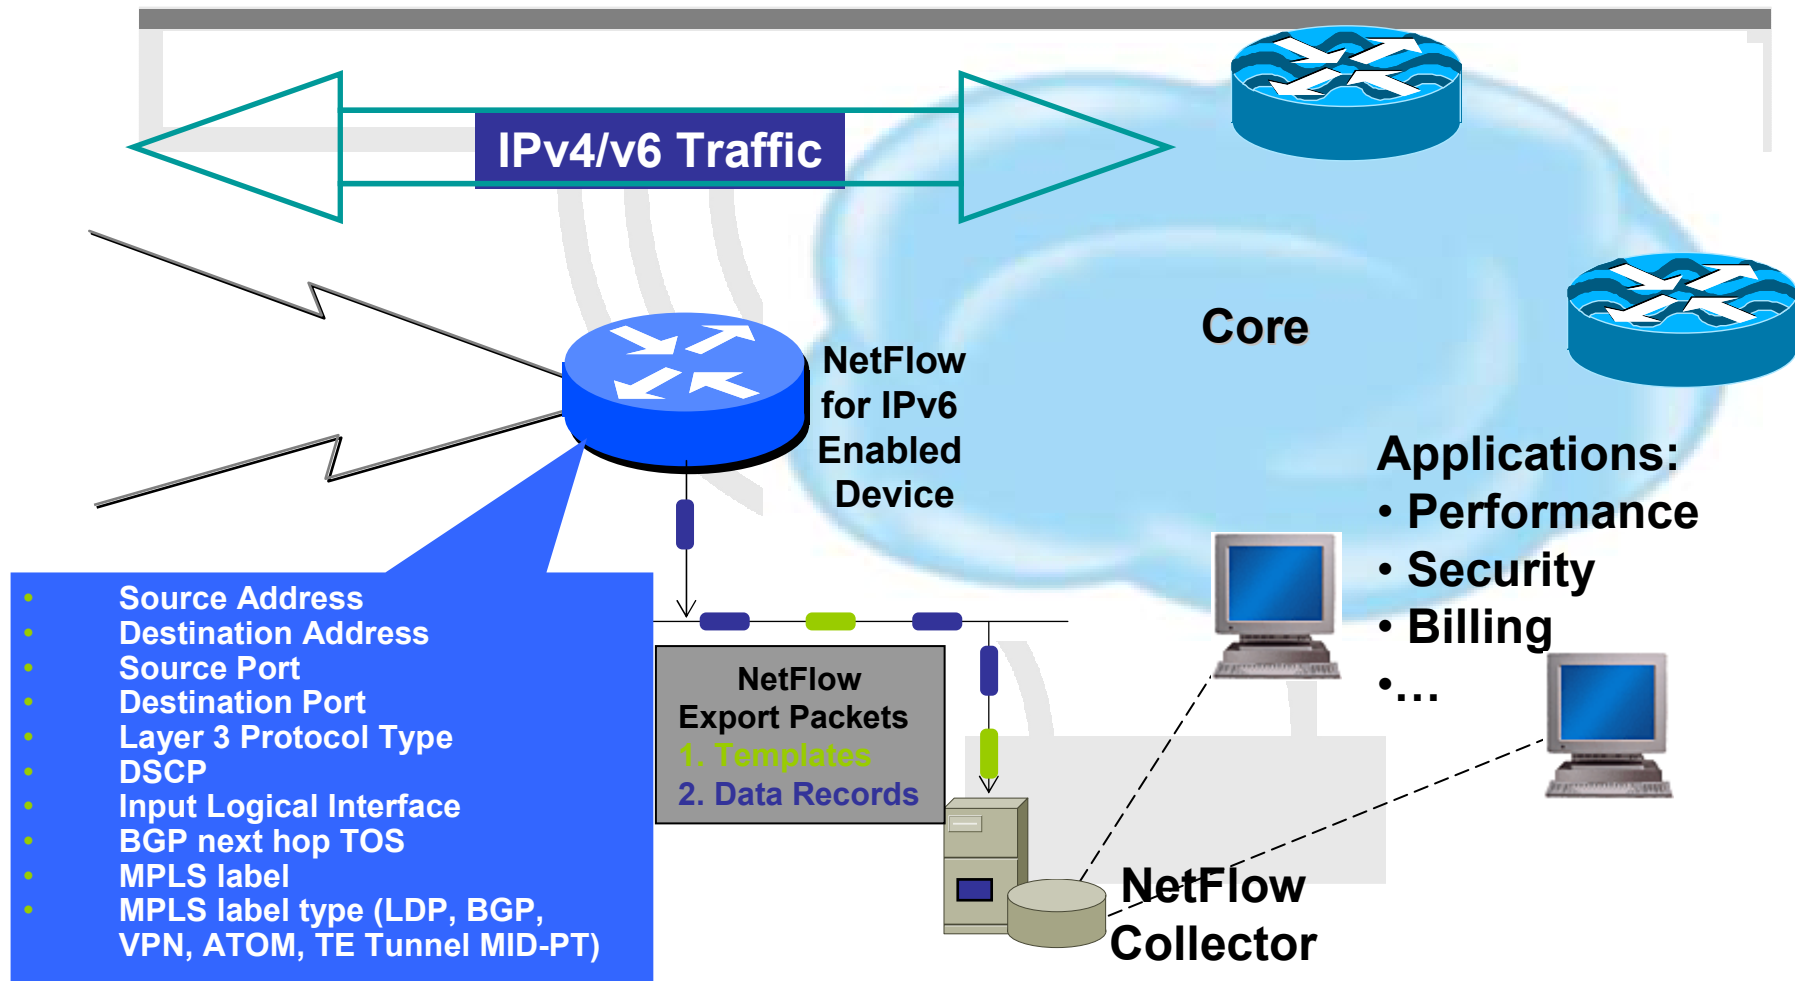 IPv4/v6 Traffic
Core
NetFlow
for IPv6
Enabled
Device
Applications:
• Performance
• Security
• Billing
•...
• Source Address
• Destination Address
• Source Port
• Destination Port
• Layer 3 Protocol Type
• DSCP
• Input Logical Interface
• BGP next hop TOS
• MPLS label
• MPLS label type (LDP, BGP,
VPN, ATOM, TE Tunnel MID-PT)
NetFlow
Export Packets
1. Templates
2. Data Records
NetFlow
Collector